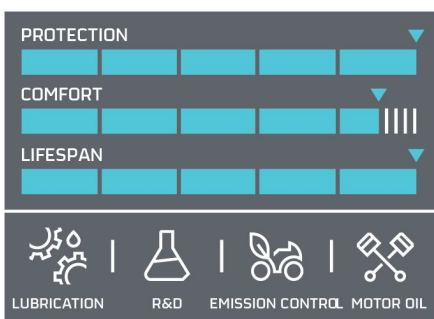 PROTECTION
COMFORT
LIFESPAN
LUBRICATION R&D EMISSION CONTROL MOTOR OIL